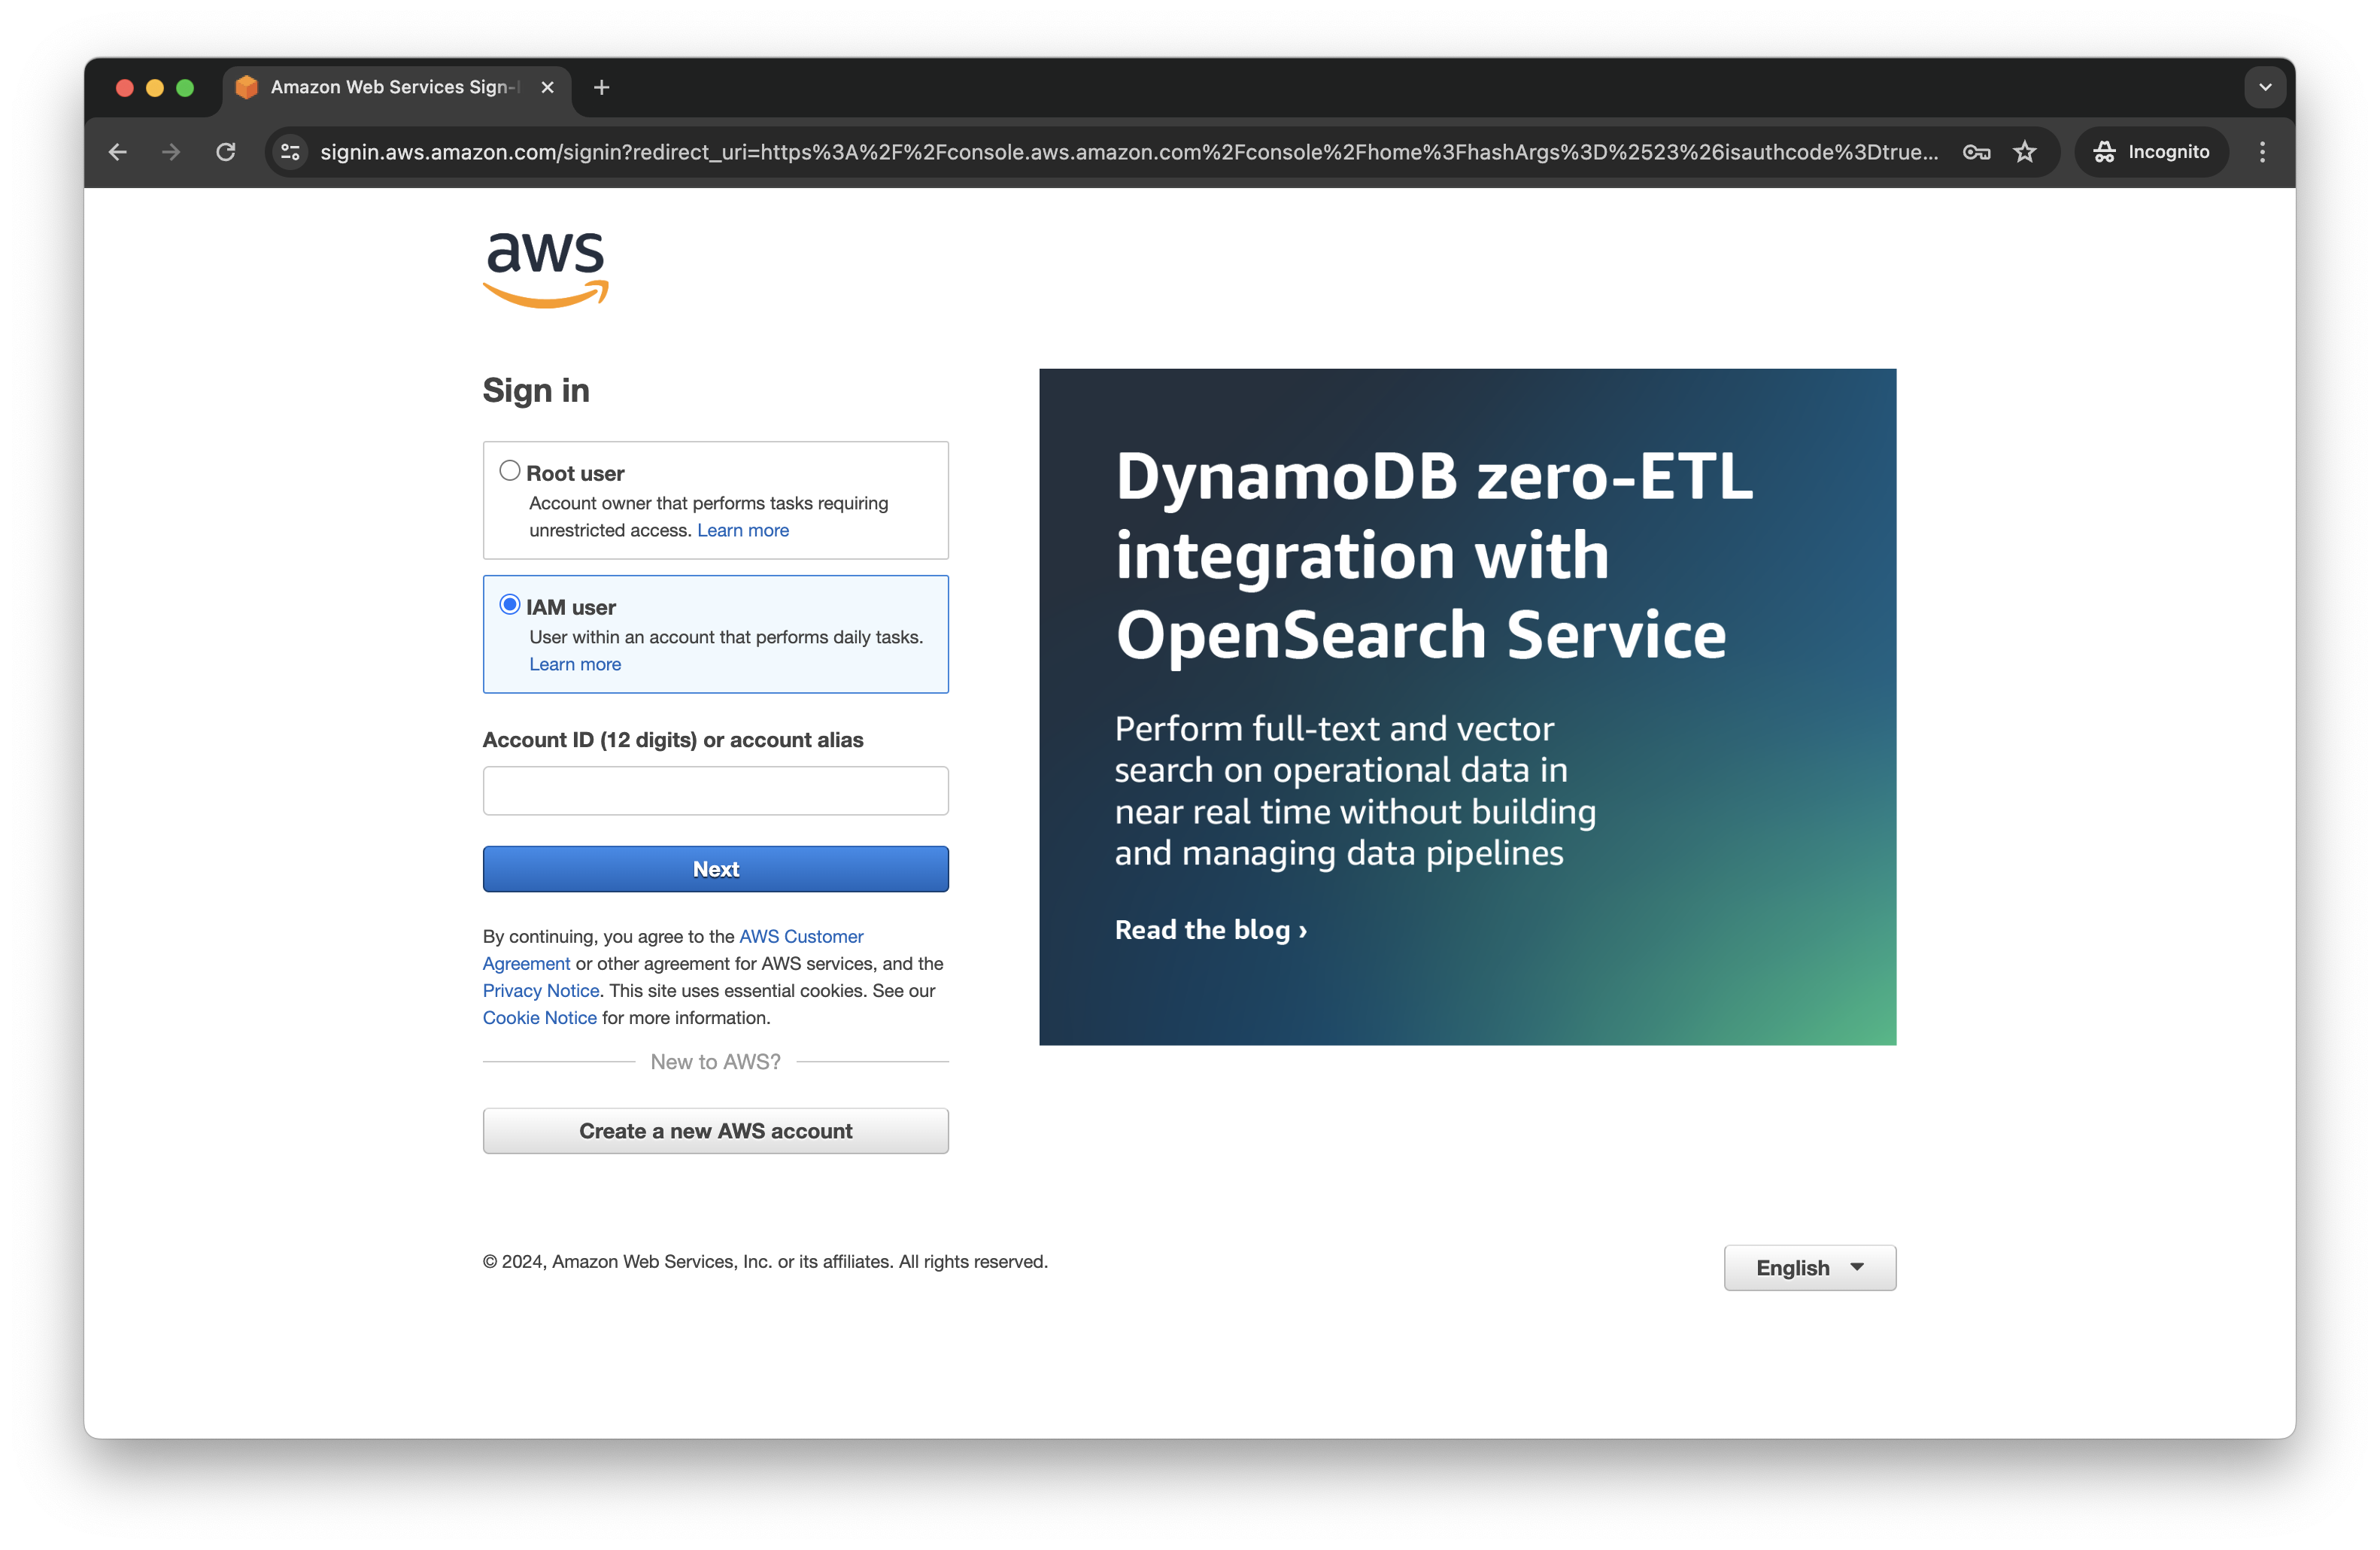 Amazon Web Services Sign-
signin.aws.amazon.com/signin?redirect_uri=https%3A%2F%2Fconsole.aws.amazon.com%2Fconsole%2Fhome%3FhashArgs%3D%2523%26isauthcode%3Dtrue...
Incognito
aws
Sign in
Root user
Account owner that performs tasks requiring
unrestricted access. Learn more
IAM user
User within an account that performs daily tasks.
Learn more
Account ID (12 digits) or account alias
Next
By continuing, you agree to the AWS Customer
Agreement or other agreement for AWS services, and the
Privacy Notice. This site uses essential cookies. See our
Cookie Notice for more information.
New to AWS?
Create a new AWS account
DynamoDB zero-ETL
integration with
OpenSearch Service
Perform full-text and vector
search on operational data in
near real time without building
and managing data pipelines
Read the blog ›
© 2024, Amazon Web Services, Inc. or its affiliates. All rights reserved.
English